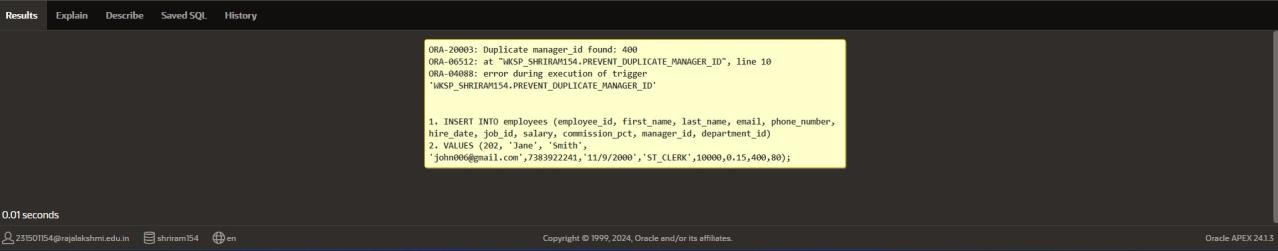 Results Explain Describe Saved SQL History
ORA-20003: Duplicate manager_id found: 400
ORA-06512: at "WKSP_SHRIRAM154.PREVENT_DUPLICATE_MANAGER_ID", line 10
ORA-04088: error during execution of trigger
'WKSP_SHRIRAM154.PREVENT_DUPLICATE_MANAGER_ID'
1. INSERT INTO employees (employee_id, first_name, last_name, email, phone_number,
hire_date, job_id, salary, commission_pct, manager_id, department_id)
2. VALUES (202, 'Jane', 'Smith',
'john006@gmail.com',7383922241,'11/9/2000','ST_CLERK',10000,0.15,400,80);
0.01 seconds
231501154@rajalakshmi.edu.in shriram154 en Copyright © 1999, 2024, Oracle and/or its affiliates. Oracle APEX 24.1.3